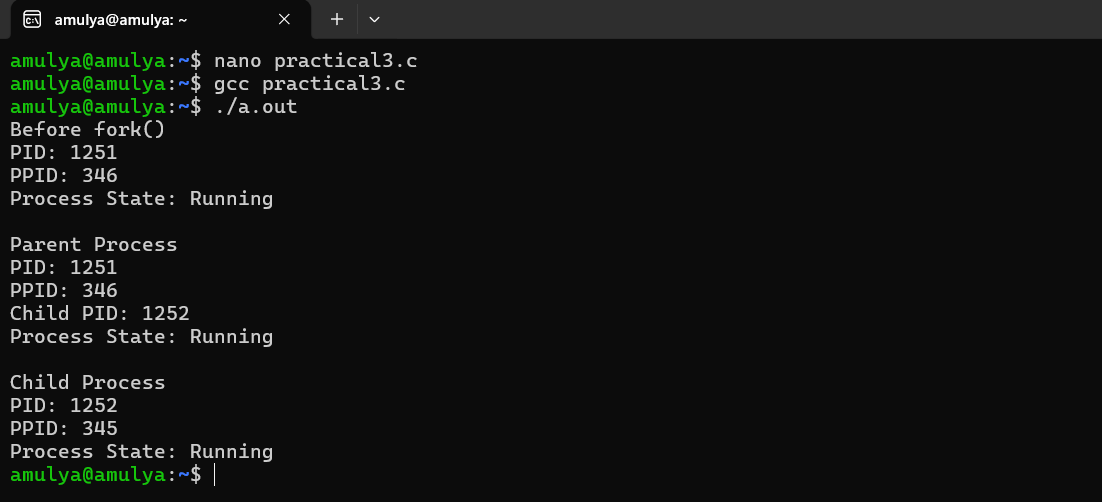 amulya@amulya: ~
amulya@amulya:~$ nano practical3.c
amulya@amulya:~$ gcc practical3.c
amulya@amulya:~$ ./a.out
Before fork()
PID: 1251
PPID: 346
Process State: Running
Parent Process
PID: 1251
PPID: 346
Child PID: 1252
Process State: Running
Child Process
PID: 1252
PPID: 345
Process State: Running
amulya@amulya:~$